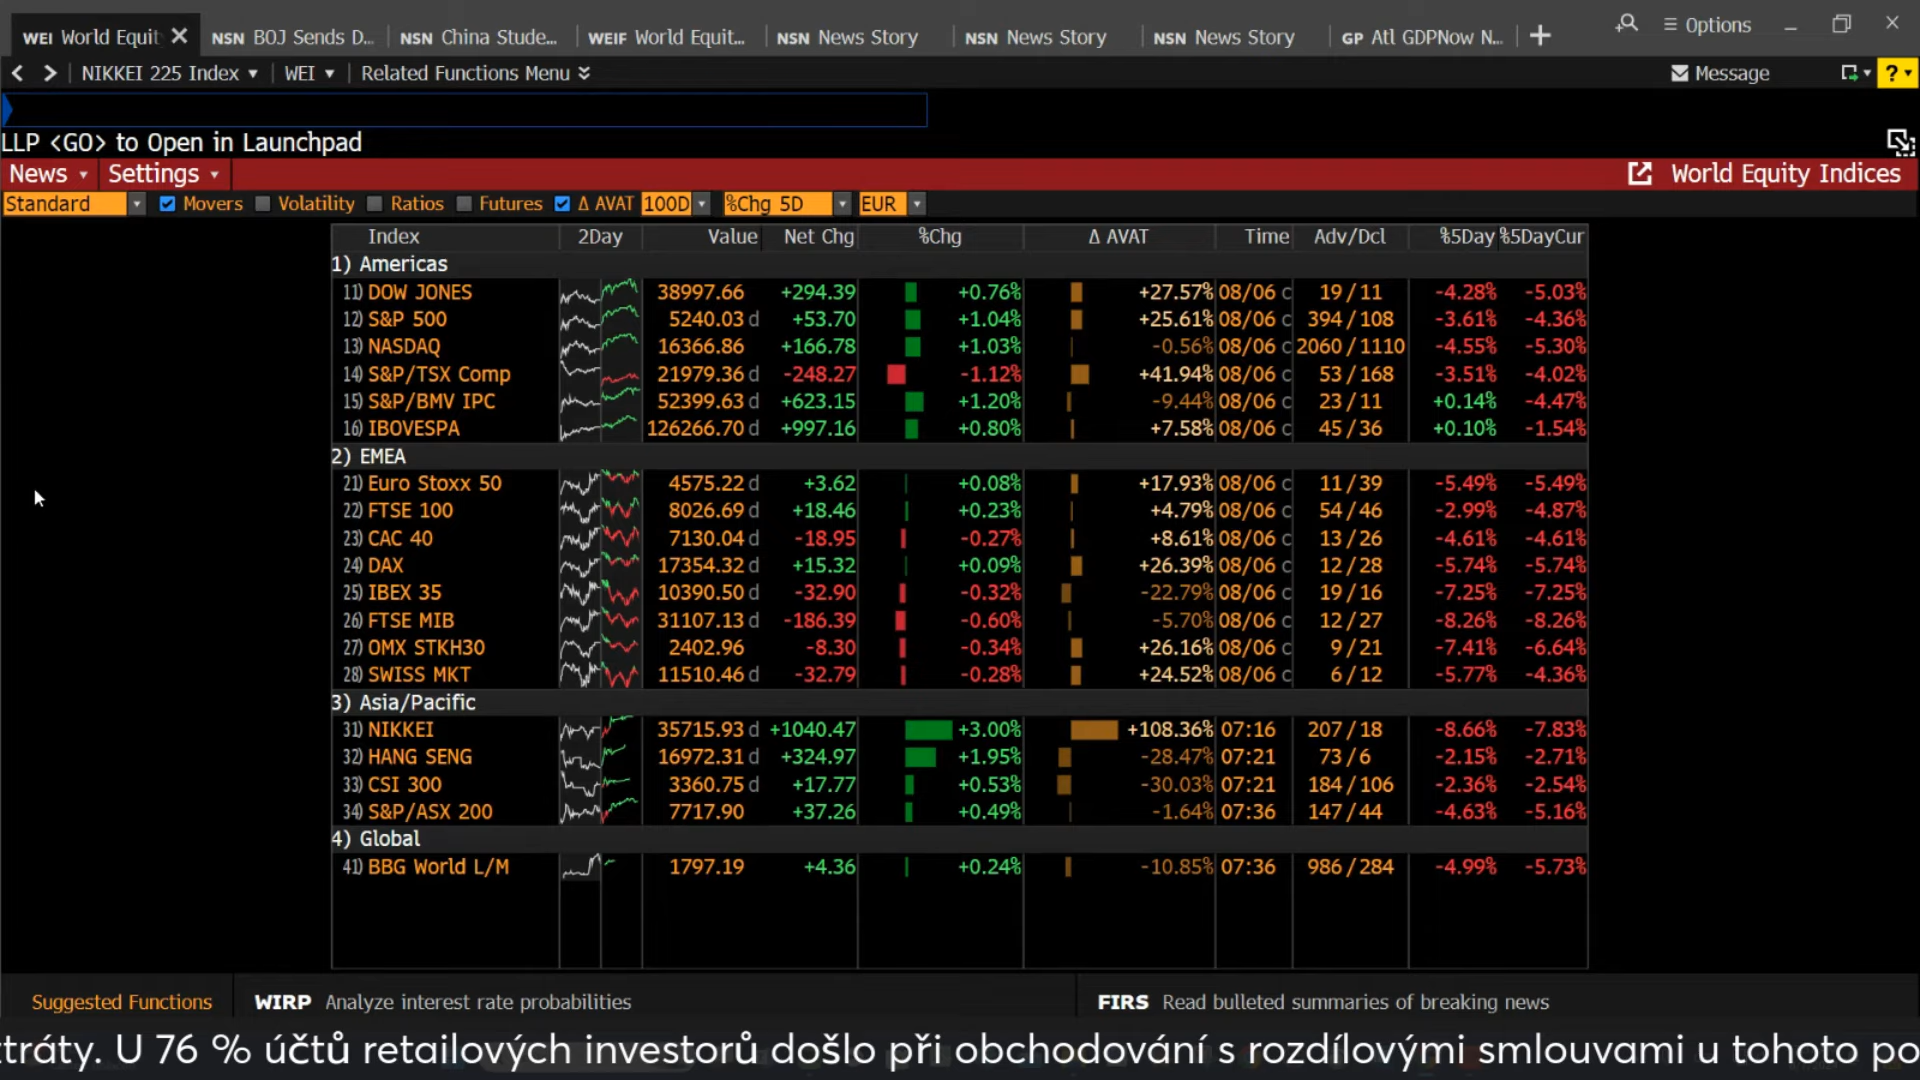 WEI World Equit NSN BOJ Sends D... NSN China Stude... WEIF World Equit... NSN News Story NSN News Story NSN News Story GP Atl GDPNow N... Options
NIKKEI 225 Index WEI Related Functions Menu Message ?
LLP <GO> to Open in Launchpad
News Settings World Equity Indices
Standard Movers Volatility Ratios Futures Δ AVAT 100D %Chg 5D EUR
Index 2Day Value Net Chg %Chg Δ AVAT Time Adv/Dcl %5Day %5DayCur
1) Americas
11) DOW JONES 38997.66 +294.39 +0.76% +27.57% 08/06 c 19 / 11 -4.28% -5.03%
12) S&P 500 5240.03 d +53.70 +1.04% +25.61% 08/06 c 394 / 108 -3.61% -4.36%
13) NASDAQ 16366.86 +166.78 +1.03% -0.56% 08/06 c 2060 / 1110 -4.55% -5.30%
14) S&P/TSX Comp 21979.36 d -248.27 -1.12% +41.94% 08/06 c 53 / 168 -3.51% -4.02%
15) S&P/BMV IPC 52399.63 d +623.15 +1.20% -9.44% 08/06 c 23 / 11 +0.14% -4.47%
16) IBOVESPA 126266.70 d +997.16 +0.80% +7.58% 08/06 c 45 / 36 +0.10% -1.54%
2) EMEA
21) Euro Stoxx 50 4575.22 d +3.62 +0.08% +17.93% 08/06 c 11 / 39 -5.49% -5.49%
22) FTSE 100 8026.69 d +18.46 +0.23% +4.79% 08/06 c 54 / 46 -2.99% -4.87%
23) CAC 40 7130.04 d -18.95 -0.27% +8.61% 08/06 c 13 / 26 -4.61% -4.61%
24) DAX 17354.32 d +15.32 +0.09% +26.39% 08/06 c 12 / 28 -5.74% -5.74%
25) IBEX 35 10390.50 d -32.90 -0.32% -22.79% 08/06 c 19 / 16 -7.25% -7.25%
26) FTSE MIB 31107.13 d -186.39 -0.60% -5.70% 08/06 c 12 / 27 -8.26% -8.26%
27) OMX STKH30 2402.96 -8.30 -0.34% +26.16% 08/06 c 9 / 21 -7.41% -6.64%
28) SWISS MKT 11510.46 d -32.79 -0.28% +24.52% 08/06 c 6 / 12 -5.77% -4.36%
3) Asia/Pacific
31) NIKKEI 35715.93 d +1040.47 +3.00% +108.36% 07:16 207 / 18 -8.66% -7.83%
32) HANG SENG 16972.31 d +324.97 +1.95% -28.47% 07:21 73 / 6 -2.15% -2.71%
33) CSI 300 3360.75 d +17.77 +0.53% -30.03% 07:21 184 / 106 -2.36% -2.54%
34) S&P/ASX 200 7717.90 +37.26 +0.49% -1.64% 07:36 147 / 44 -4.63% -5.16%
4) Global
41) BBG World L/M 1797.19 +4.36 +0.24% -10.85% 07:36 986 / 284 -4.99% -5.73%
Suggested Functions WIRP Analyze interest rate probabilities FIRS Read bulleted summaries of breaking news
ztráty. U 76 % účtů retailových investorů došlo při obchodování s rozdílovými smlouvami u tohoto po